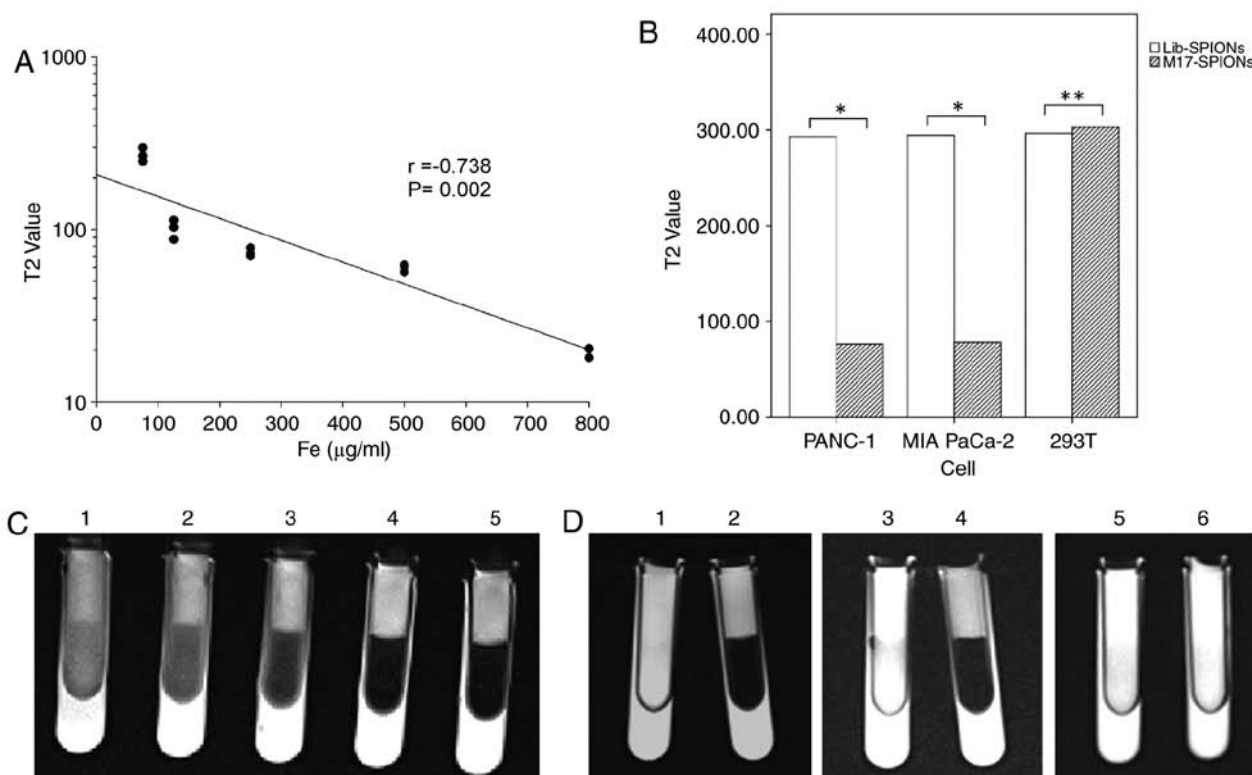 A
1000
100
10
T2 Value
r =-0.738
P= 0.002
0 100 200 300 400 500 600 700 800
Fe (μg/ml)
B
400.00
300.00
200.00
100.00
0.00
T2 Value
* * **
Lib-SPIONs
M17-SPIONs
PANC-1 MIA PaCa-2 293T
Cell
C 1 2 3 4 5
D 1 2 3 4 5 6